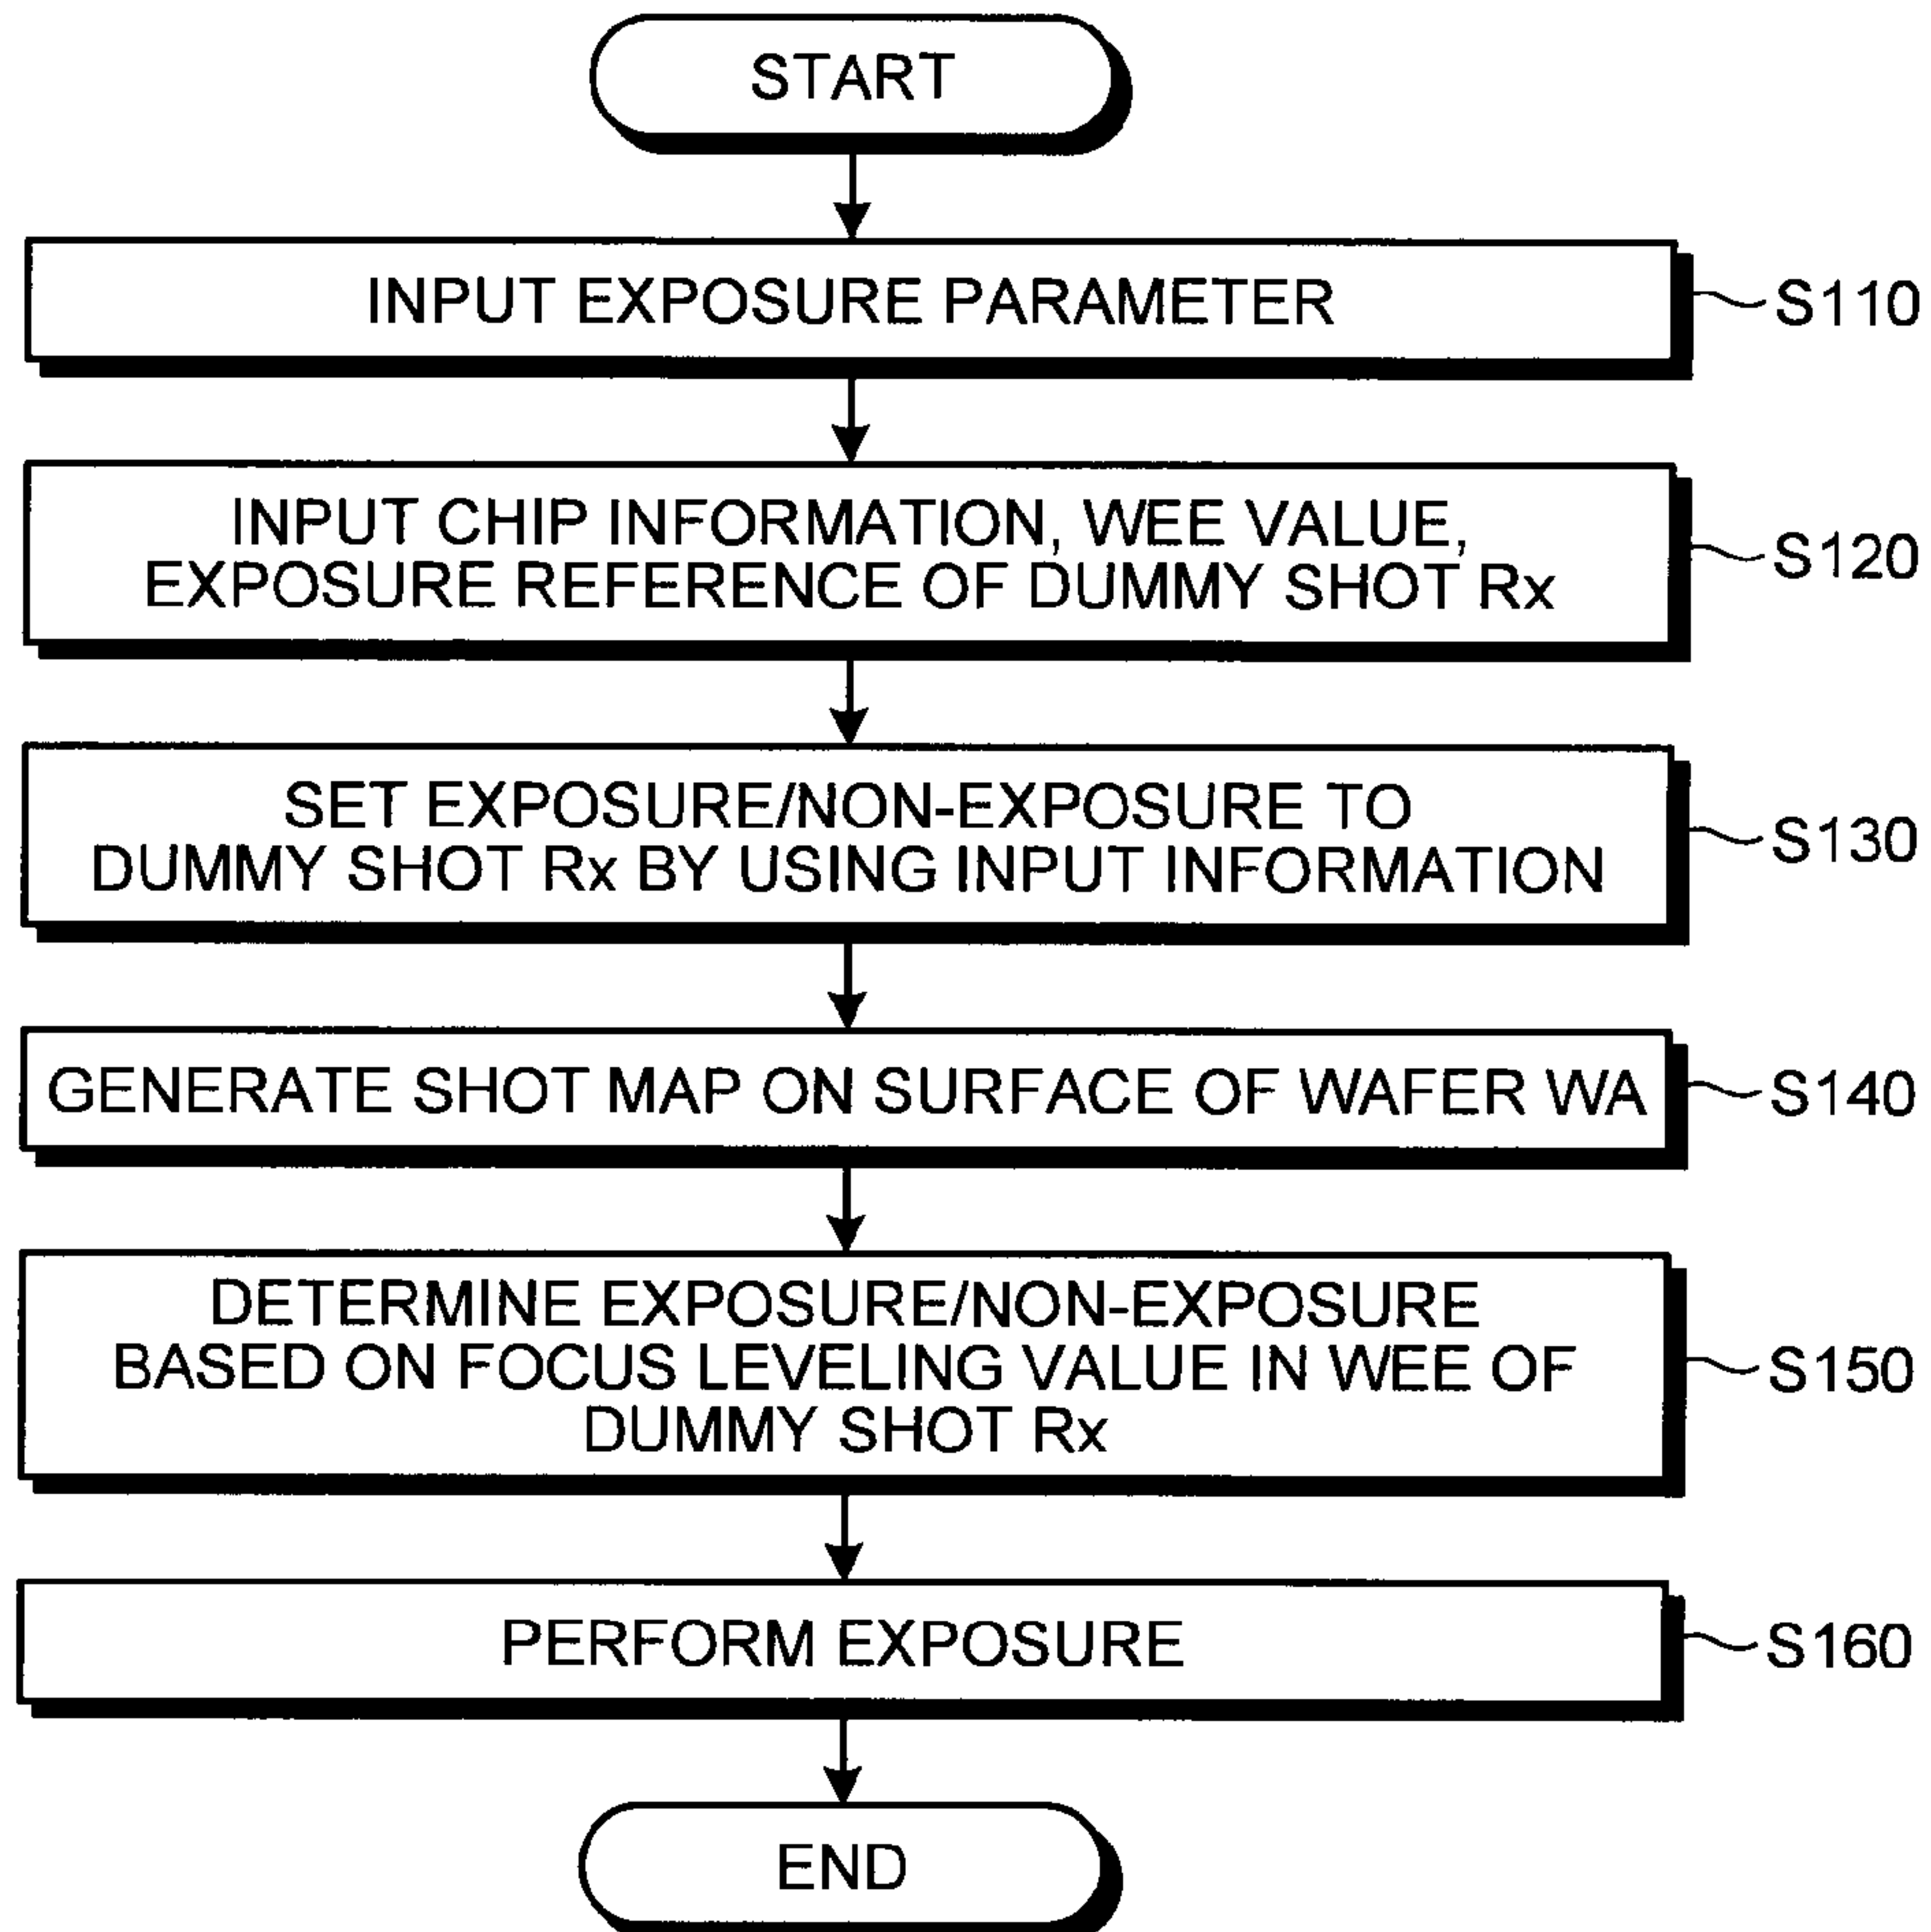 START
INPUT EXPOSURE PARAMETER
S110
INPUT CHIP INFORMATION, WEE VALUE,
EXPOSURE REFERENCE OF DUMMY SHOT Rx
S120
SET EXPOSURE/NON-EXPOSURE TO
DUMMY SHOT Rx BY USING INPUT INFORMATION
S130
GENERATE SHOT MAP ON SURFACE OF WAFER WA
S140
DETERMINE EXPOSURE/NON-EXPOSURE
BASED ON FOCUS LEVELING VALUE IN WEE OF
DUMMY SHOT Rx
S150
PERFORM EXPOSURE
S160
END